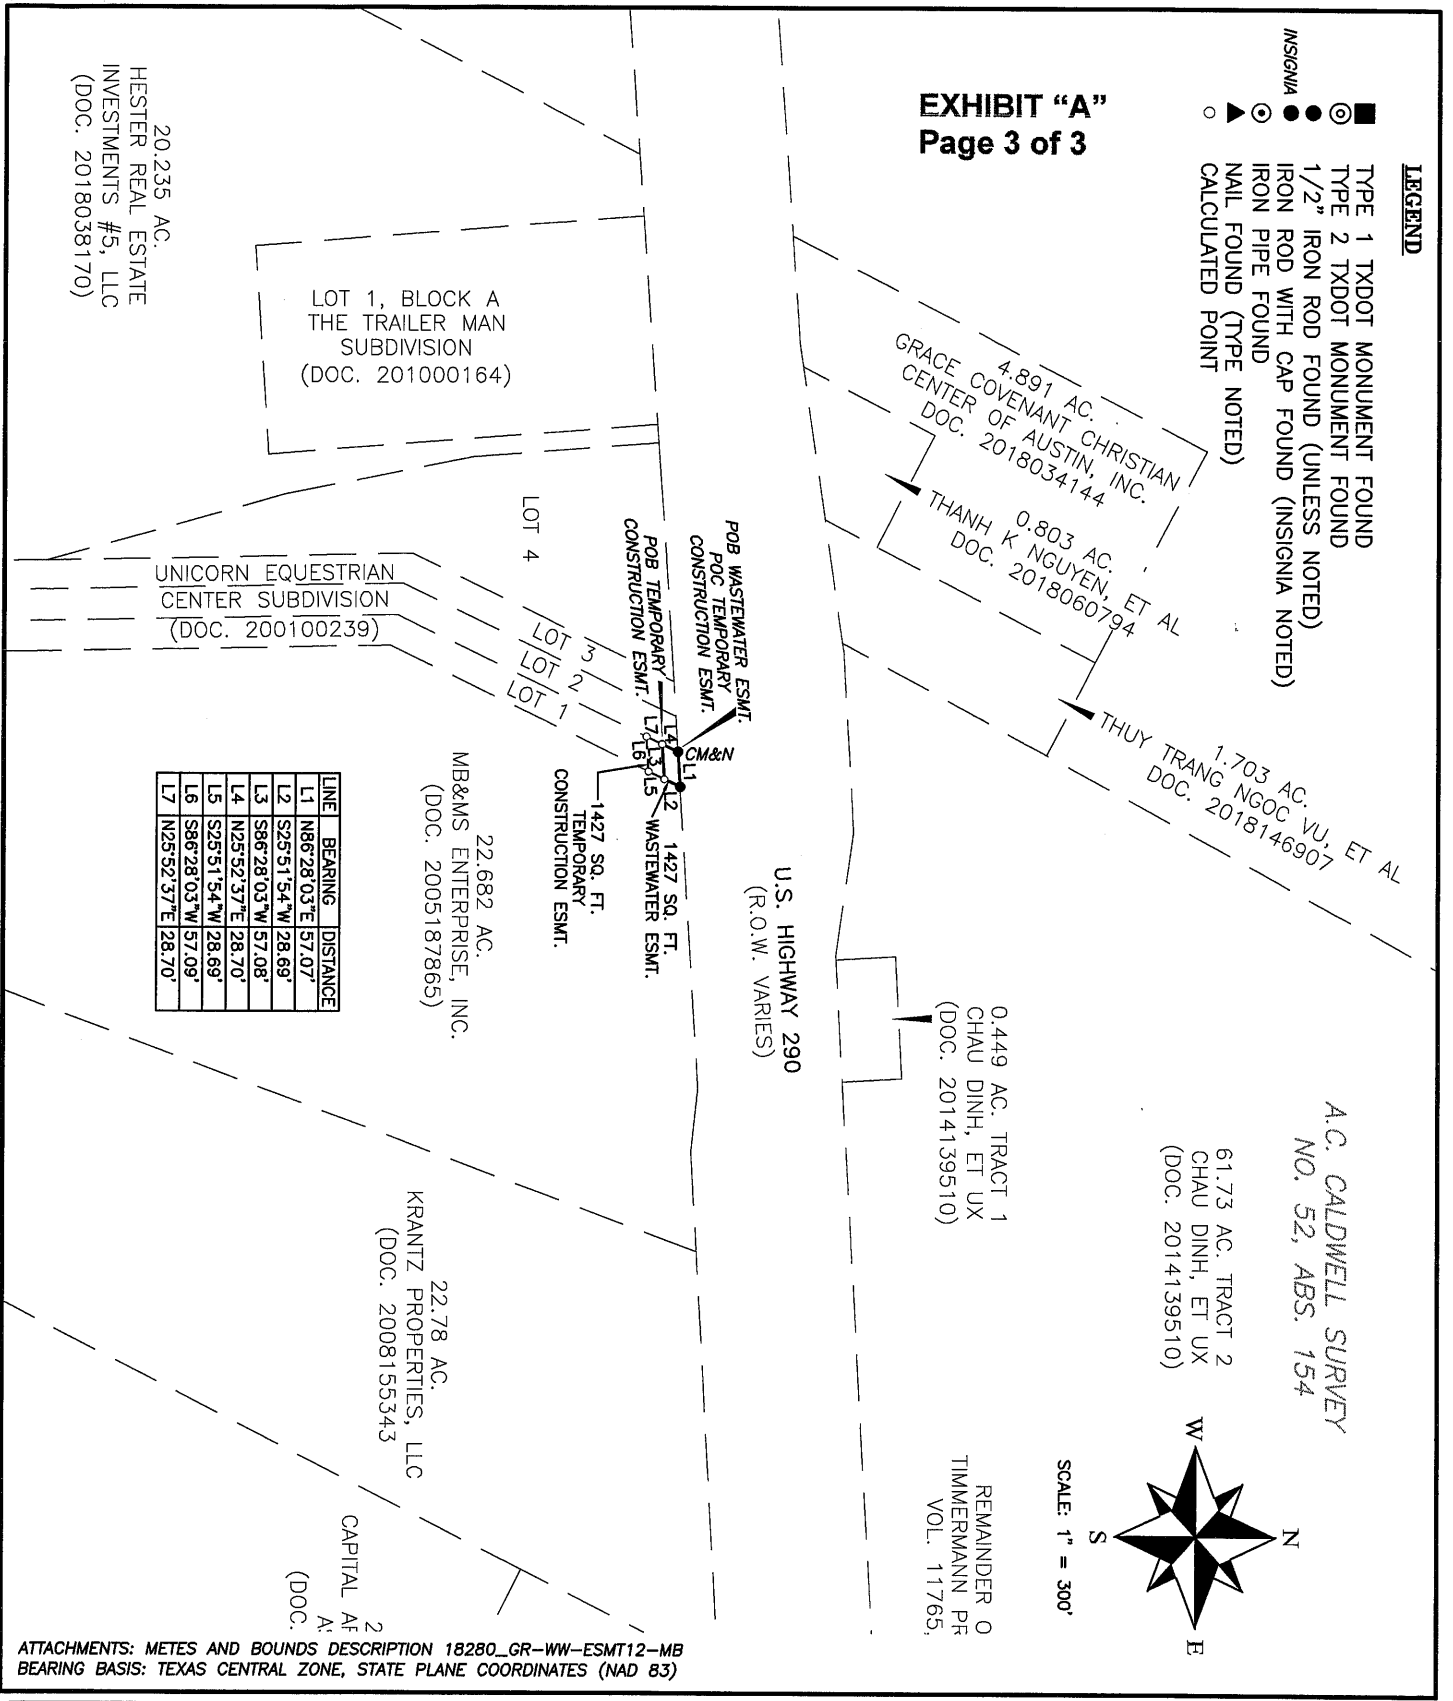 EXHIBIT "A"
Page 3 of 3
LEGEND
TYPE 1 TXDOT MONUMENT FOUND
TYPE 2 TXDOT MONUMENT FOUND
1/2" IRON ROD FOUND (UNLESS NOTED)
INSIGNIA IRON ROD WITH CAP FOUND (INSIGNIA NOTED)
IRON PIPE FOUND
NAIL FOUND (TYPE NOTED)
CALCULATED POINT
A.C. CALDWELL SURVEY
NO. 52, ABS. 154
N
W
E
S
SCALE: 1" = 300'
61.73 AC. TRACT 2
CHAU DINH, ET UX
(DOC. 2014139510)
0.449 AC. TRACT 1
CHAU DINH, ET UX
(DOC. 2014139510)
REMAINDER O
TIMMERMANN PR
VOL. 11765,
4.891 AC.
GRACE COVENANT CHRISTIAN
CENTER OF AUSTIN, INC.
DOC. 2018034144
0.803 AC.
THANH K NGUYEN, ET AL
DOC. 2018060794
1.703 AC.
THUY TRANG NGOC VU, ET AL
DOC. 2018146907
U.S. HIGHWAY 290
(R.O.W. VARIES)
POB WASTEWATER ESMT.
POC TEMPORARY
CONSTRUCTION ESMT.
POB TEMPORARY
CONSTRUCTION ESMT.
CM&N
L1
L2
L3
L4
L5
L6
L7
1427 SQ. FT.
WASTEWATER ESMT.
1427 SQ. FT.
TEMPORARY
CONSTRUCTION ESMT.
20.235 AC.
HESTER REAL ESTATE
INVESTMENTS #5, LLC
(DOC. 2018038170)
LOT 1, BLOCK A
THE TRAILER MAN
SUBDIVISION
(DOC. 201000164)
LOT 4
LOT 3
LOT 2
LOT 1
UNICORN EQUESTRIAN
CENTER SUBDIVISION
(DOC. 200100239)
22.682 AC.
MB&MS ENTERPRISE, INC.
(DOC. 2005187865)
LINE BEARING DISTANCE
L1 N86°28'03"E 57.07'
L2 S25°51'54"W 28.69'
L3 S86°28'03"W 57.08'
L4 N25°52'37"E 28.70'
L5 S25°51'54"W 28.69'
L6 S86°28'03"W 57.09'
L7 N25°52'37"E 28.70'
22.78 AC.
KRANTZ PROPERTIES, LLC
(DOC. 2008155343
2
CAPITAL AF
A
(DOC.
ATTACHMENTS: METES AND BOUNDS DESCRIPTION 18280_GR-WW-ESMT12-MB
BEARING BASIS: TEXAS CENTRAL ZONE, STATE PLANE COORDINATES (NAD 83)